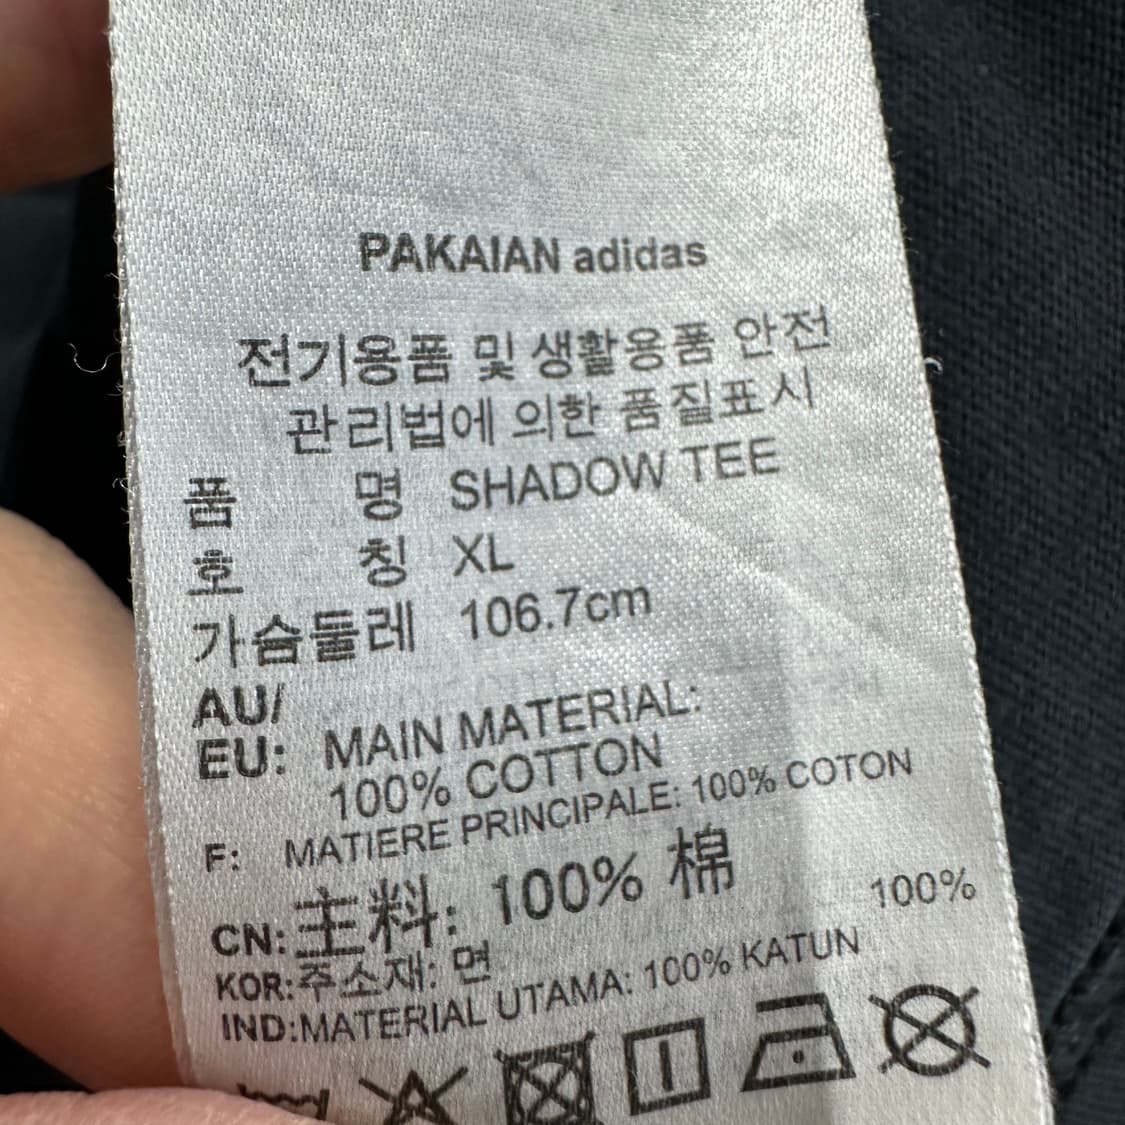 PAKAIAN adidas
전기용품 및 생활용품 안전
관리법에 의한 품질표시
품 명 SHADOW TEE
호 칭 XL
가슴둘레 106.7cm
AU/
EU: MAIN MATERIAL:
100% COTTON
F: MATIERE PRINCIPALE: 100% COTON
CN:主料: 100% 棉
KOR:주소재: 면 100%
IND:MATERIAL UTAMA: 100% KATUN